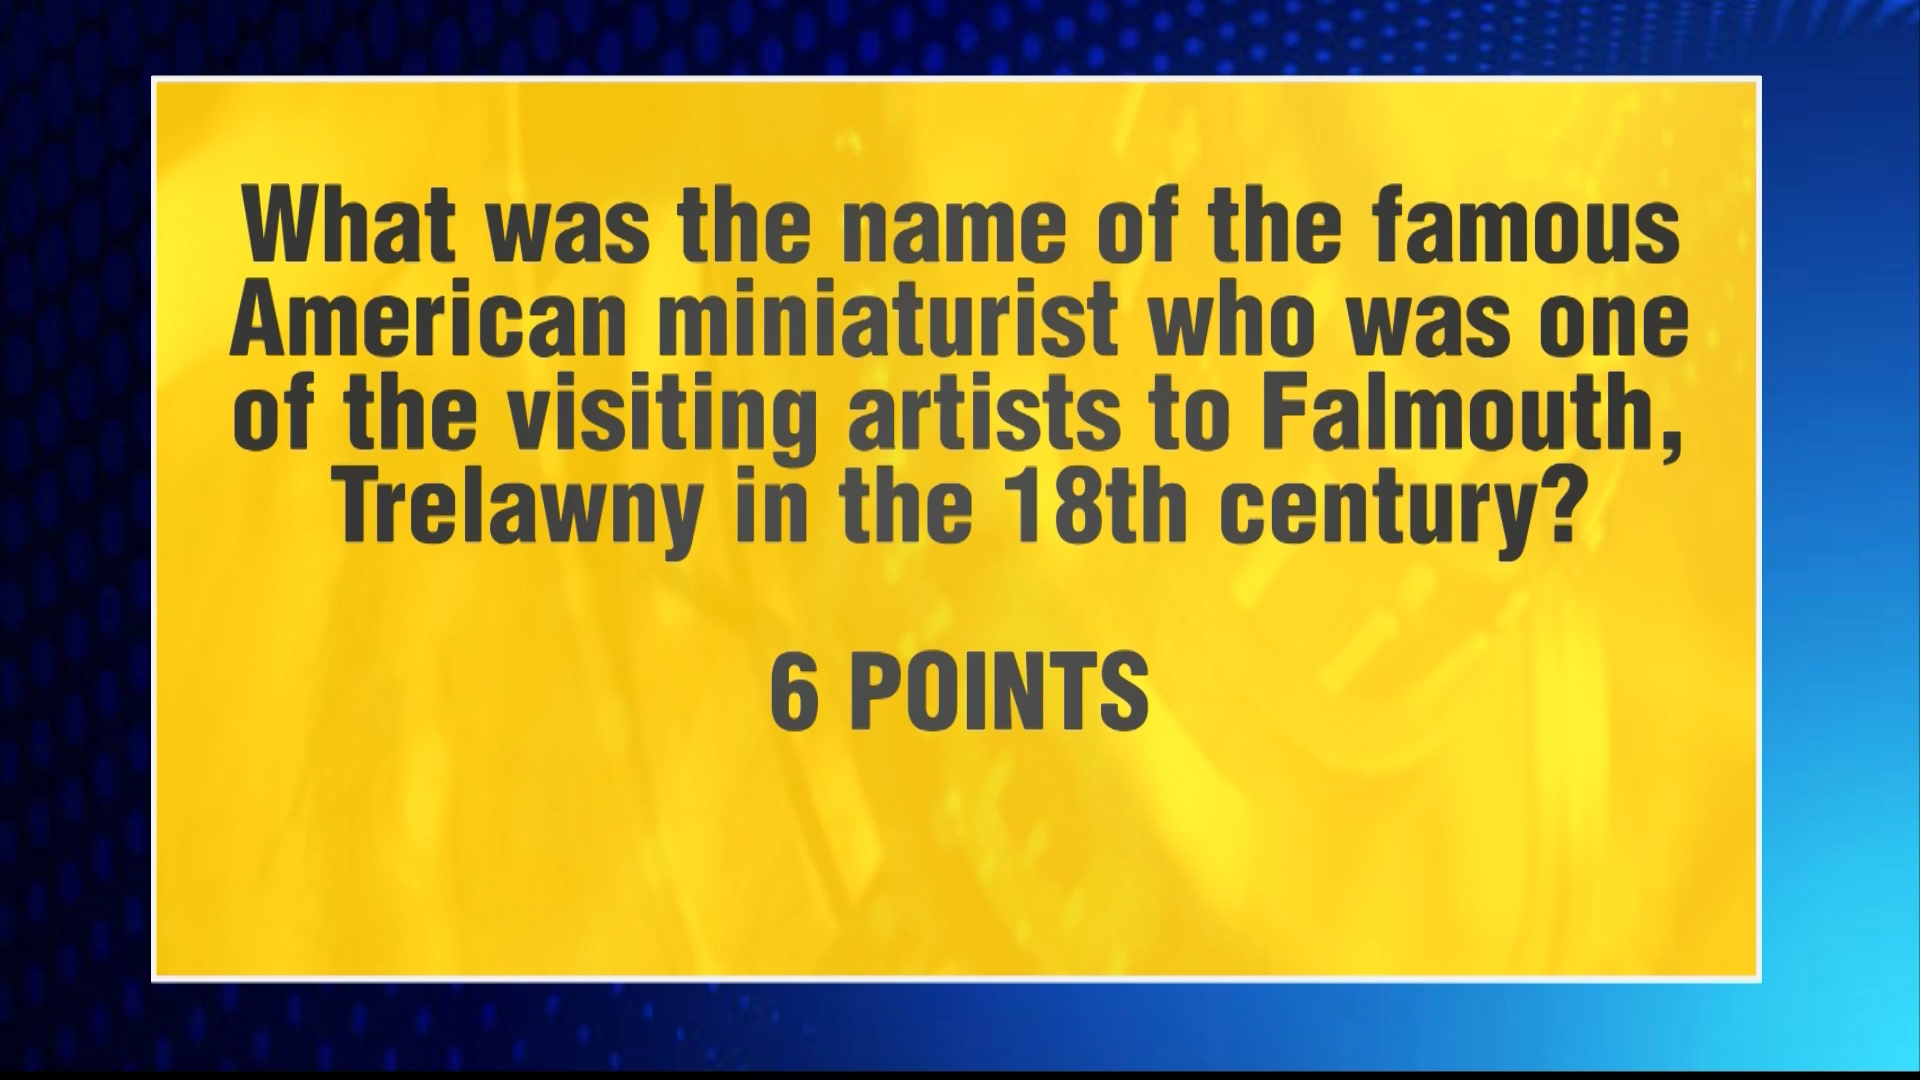 What was the name of the famous
American miniaturist who was one
of the visiting artists to Falmouth,
Trelawny in the 18th century?
6 POINTS